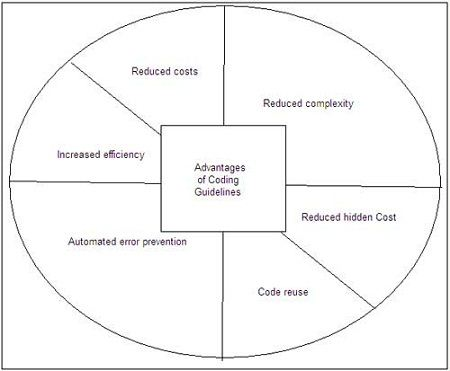 Reduced costs
Reduced complexity
Increased efficiency
Advantages
of Coding
Guidelines
Reduced hidden Cost
Automated error prevention
Code reuse